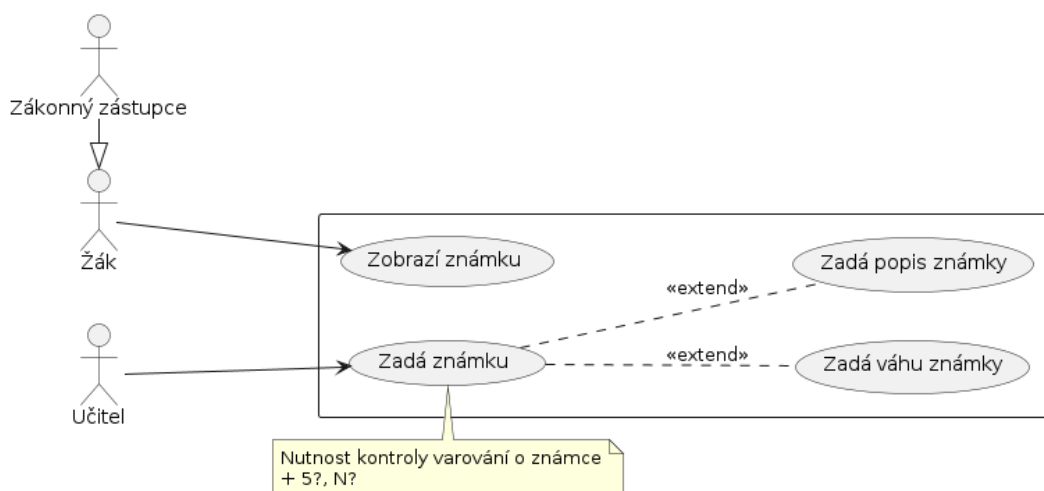 Zákonný zástupce
Žák
Zobrazí známku
Zadá popis známky
«extend»
Zadá známku
«extend»
Zadá váhu známky
Učitel
Nutnost kontroly varování o známce
+ 5?, N?